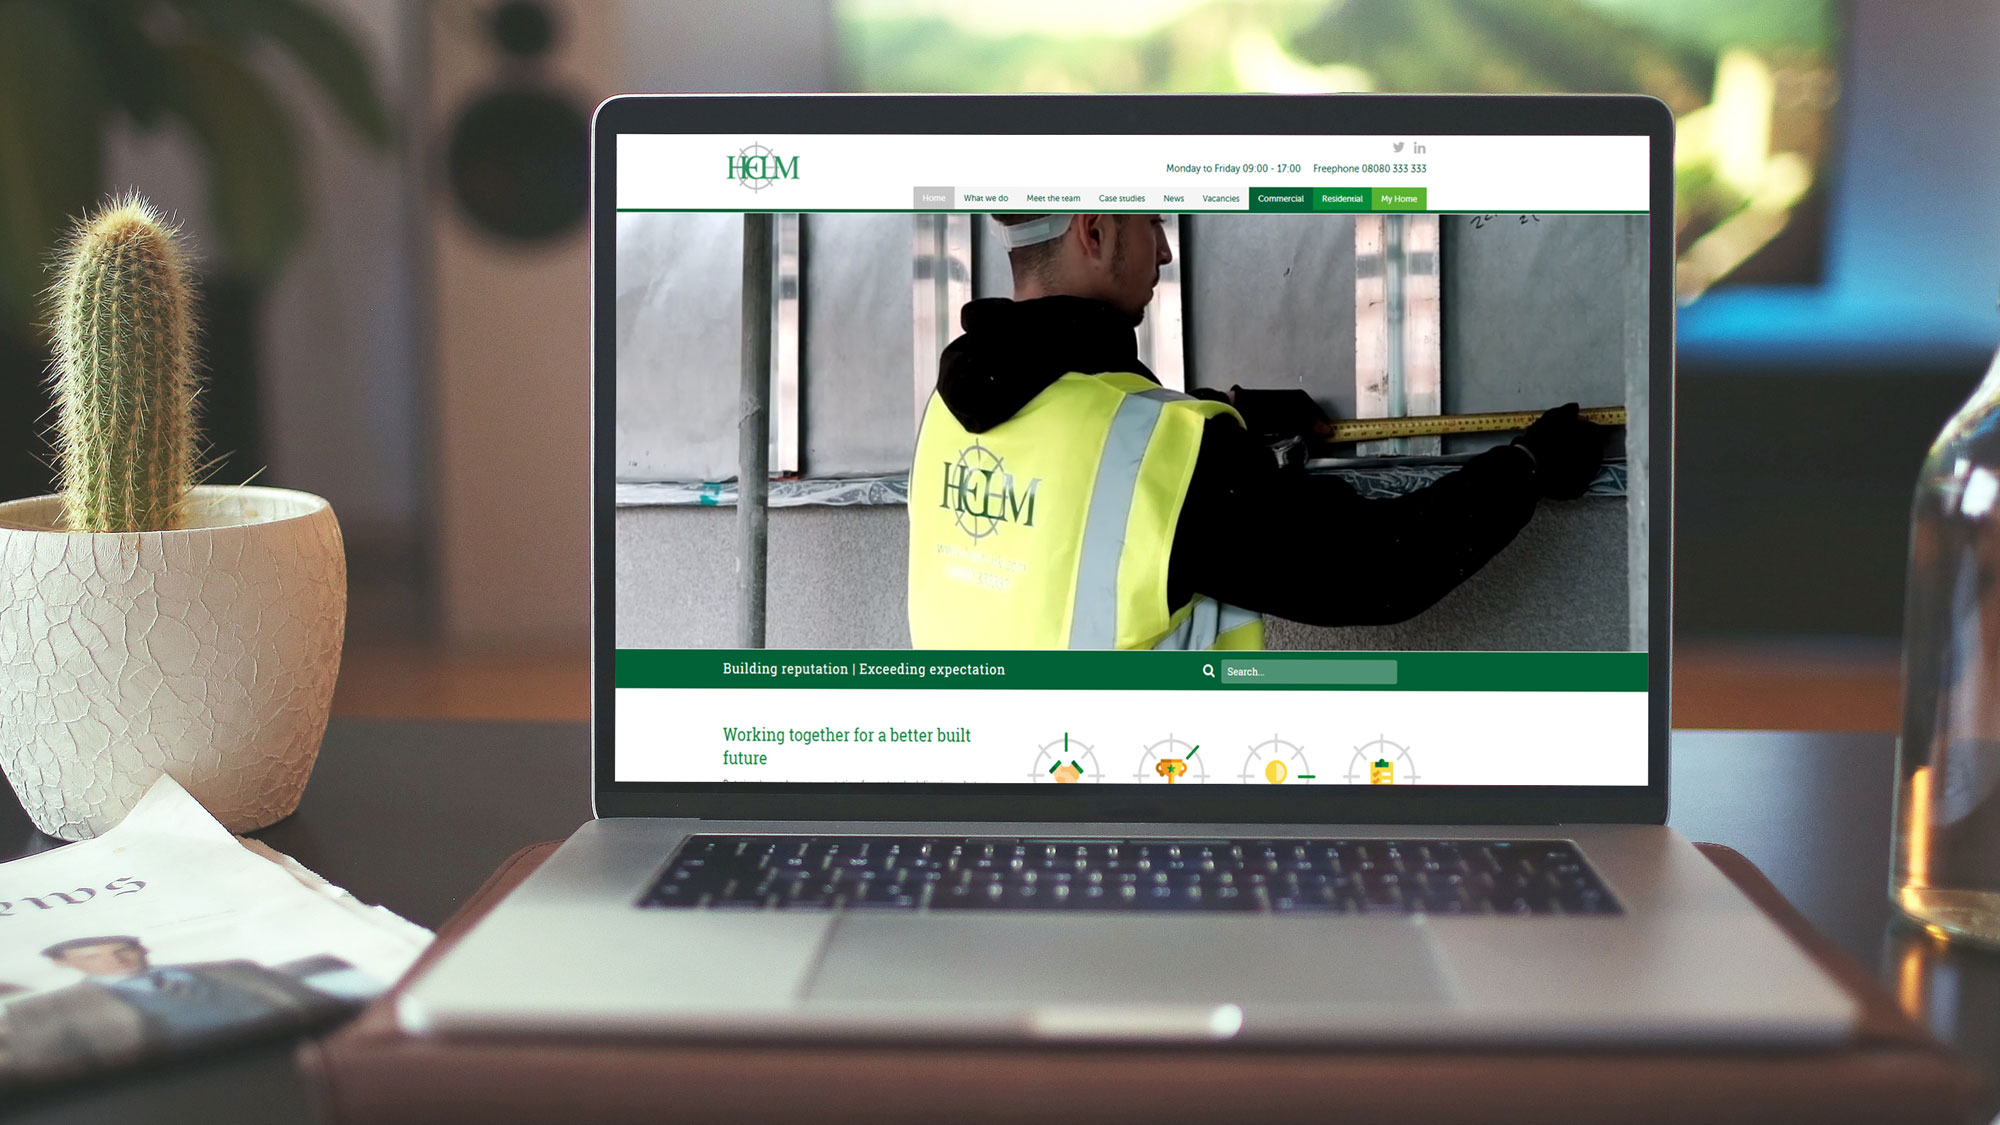 HELM
Monday to Friday 09:00 - 17:00 Freephone 08080 333 333
Home What we do Meet the team Case studies News Vacancies Commercial Residential My Home
HELM
Building reputation | Exceeding expectation
Search...
Working together for a better built
future